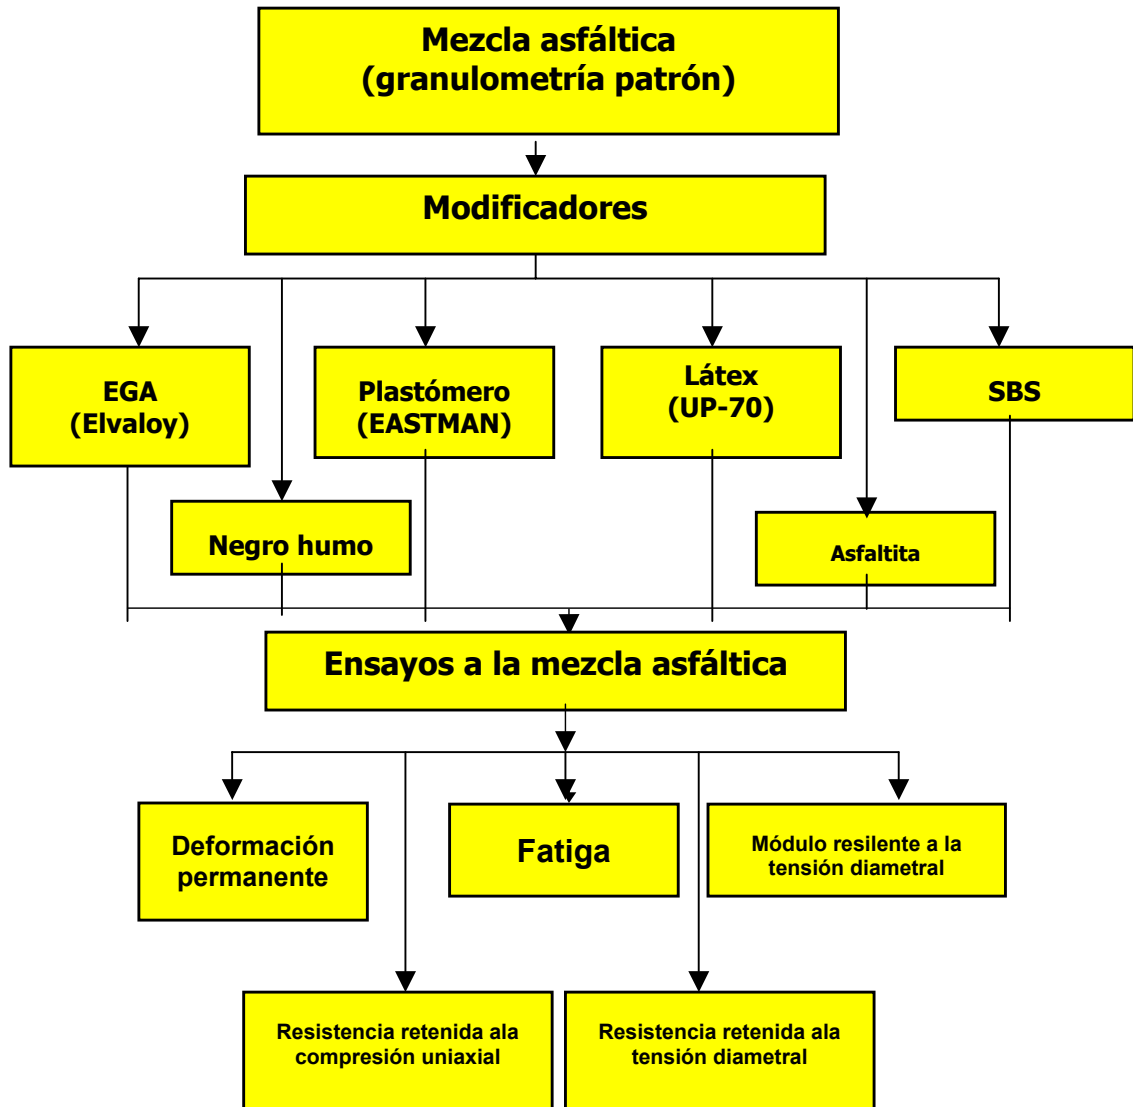 Mezcla asfáltica
(granulometría patrón)
Modificadores
EGA
(Elvaloy)
Plastómero
(EASTMAN)
Látex
(UP-70)
SBS
Negro humo
Asfaltita
Ensayos a la mezcla asfáltica
Deformación
permanente
Fatiga
Módulo resilente a la
tensión diametral
Resistencia retenida ala
compresión uniaxial
Resistencia retenida ala
tensión diametral